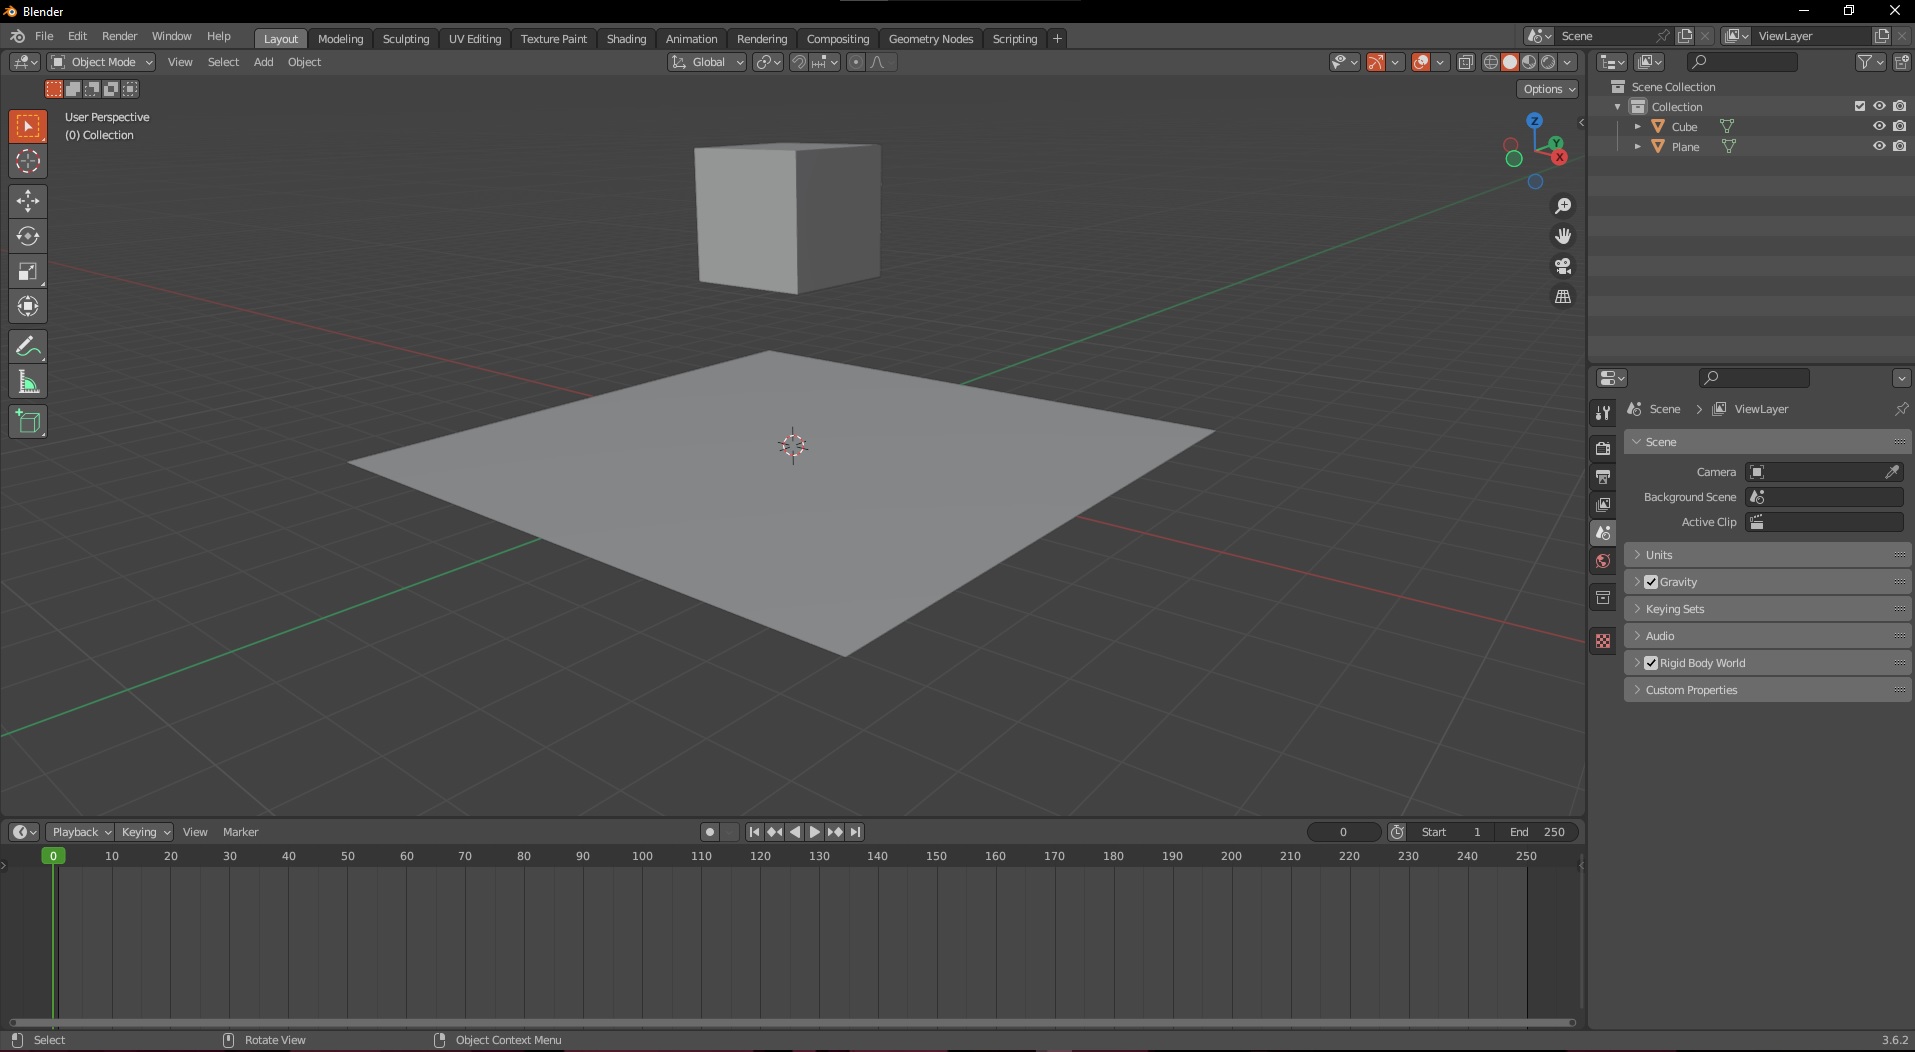 Blender
File Edit Render Window Help Layout Modeling Sculpting UV Editing Texture Paint Shading Animation Rendering Compositing Geometry Nodes Scripting + Scene ViewLayer
Object Mode View Select Add Object Global
Options
User Perspective
(0) Collection
Z
Y
X
Scene Collection
Collection
Cube
Plane
Scene > ViewLayer
Scene
Camera
Background Scene
Active Clip
Units
Gravity
Keying Sets
Audio
Rigid Body World
Custom Properties
Playback Keying View Marker 0 Start 1 End 250
0 10 20 30 40 50 60 70 80 90 100 110 120 130 140 150 160 170 180 190 200 210 220 230 240 250
Select Rotate View Object Context Menu 3.6.2